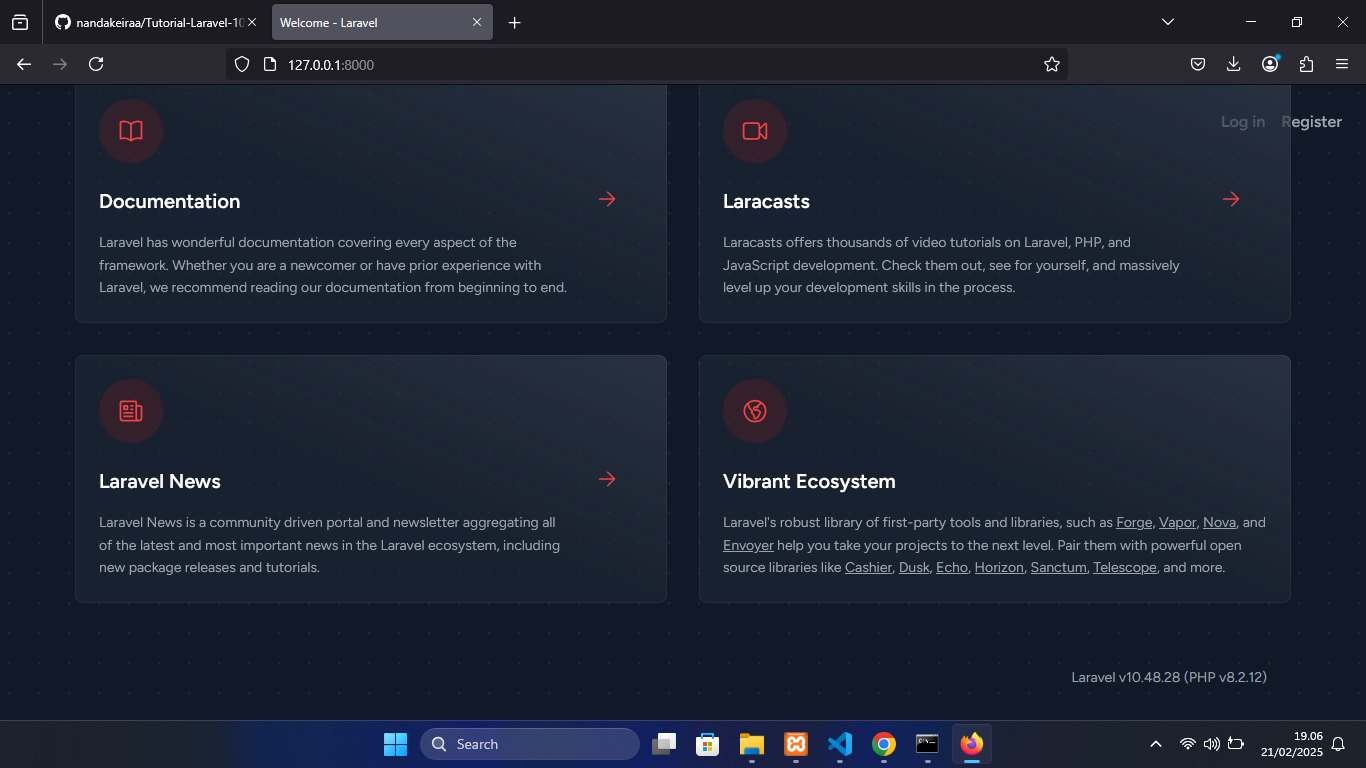 nandakeiraa/Tutorial-Laravel-10
Welcome - Laravel
127.0.0.1:8000
Log in Register
Documentation
Laravel has wonderful documentation covering every aspect of the
framework. Whether you are a newcomer or have prior experience with
Laravel, we recommend reading our documentation from beginning to end.
Laracasts
Laracasts offers thousands of video tutorials on Laravel, PHP, and
JavaScript development. Check them out, see for yourself, and massively
level up your development skills in the process.
Laravel News
Laravel News is a community driven portal and newsletter aggregating all
of the latest and most important news in the Laravel ecosystem, including
new package releases and tutorials.
Vibrant Ecosystem
Laravel's robust library of first-party tools and libraries, such as Forge, Vapor, Nova, and
Envoyer help you take your projects to the next level. Pair them with powerful open
source libraries like Cashier, Dusk, Echo, Horizon, Sanctum, Telescope, and more.
Laravel v10.48.28 (PHP v8.2.12)
Search
19.06
21/02/2025